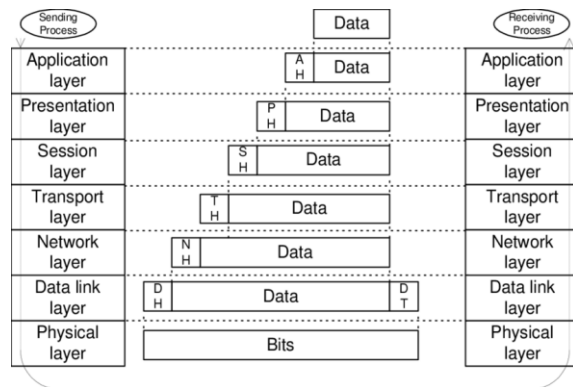 Sending
Process
Data
Receiving
Process
Application
layer
A
H
Data
Application
layer
Presentation
layer
P
H
Data
Presentation
layer
Session
layer
S
H
Data
Session
layer
Transport
layer
T
H
Data
Transport
layer
Network
layer
N
H
Data
Network
layer
Data link
layer
D
H
Data
D
T
Data link
layer
Physical
layer
Bits
Physical
layer